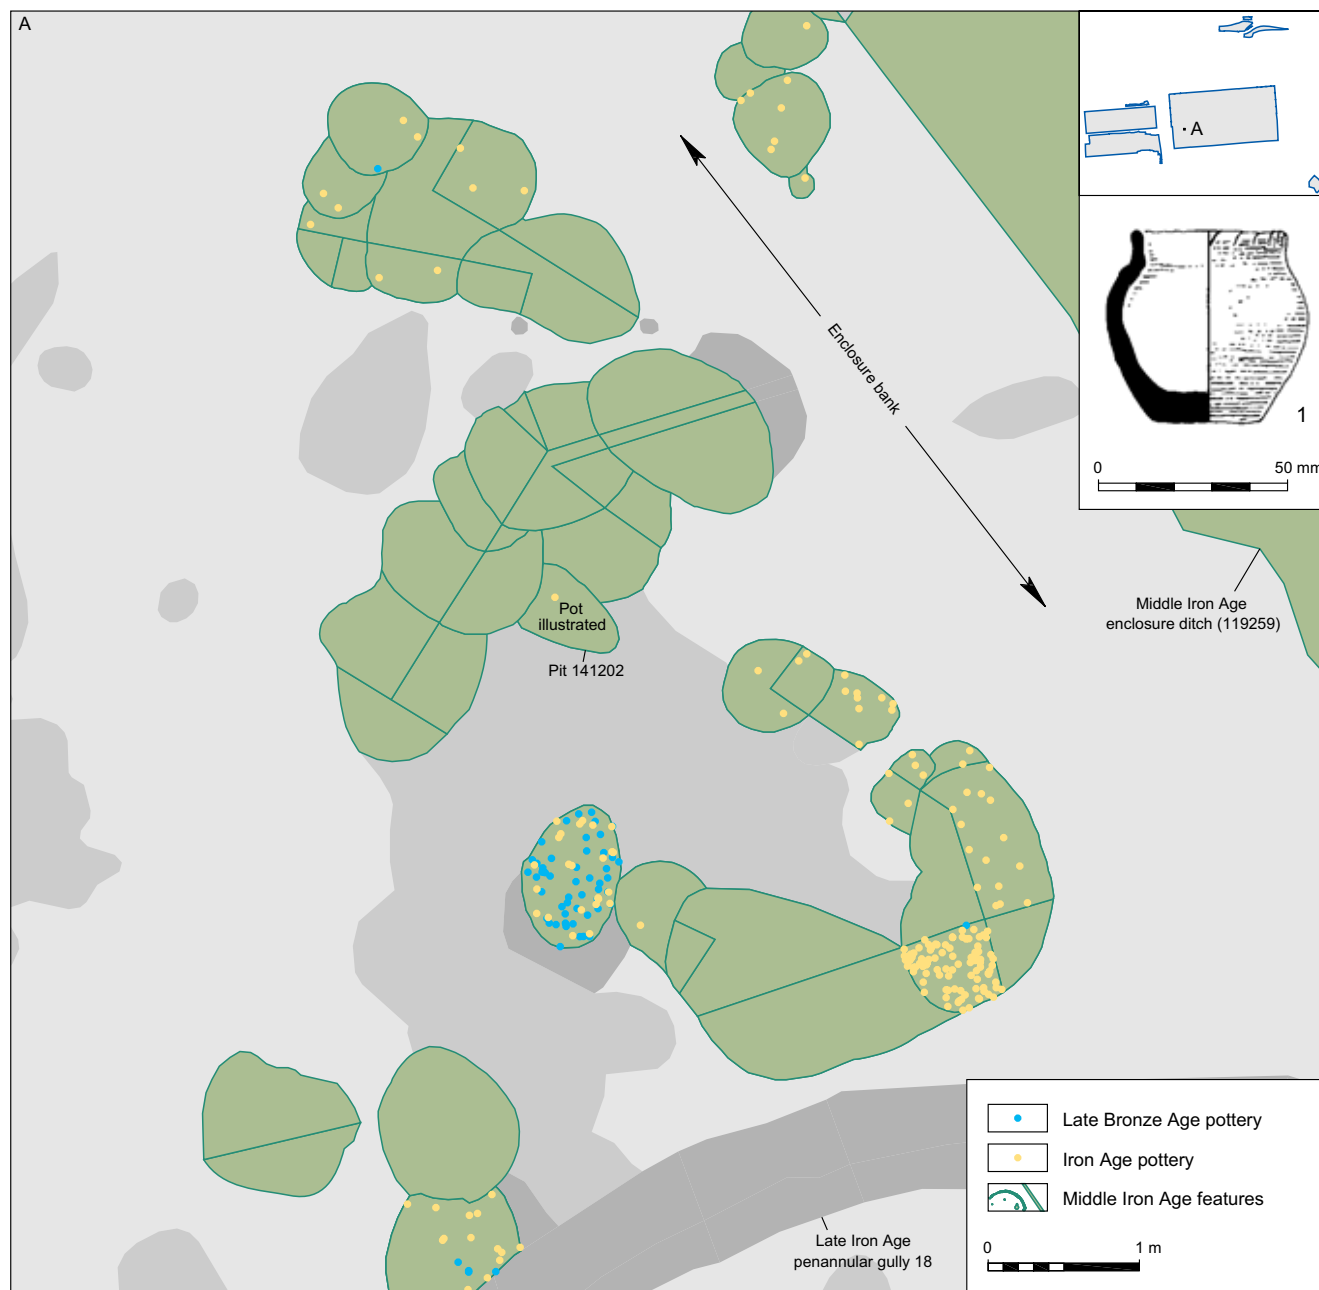 A
A
1
0 50 mm
Enclosure bank
Middle Iron Age
enclosure ditch (119259)
Pot
illustrated
Pit 141202
Late Bronze Age pottery
Iron Age pottery
Middle Iron Age features
0 1 m
Late Iron Age
penannular gully 18